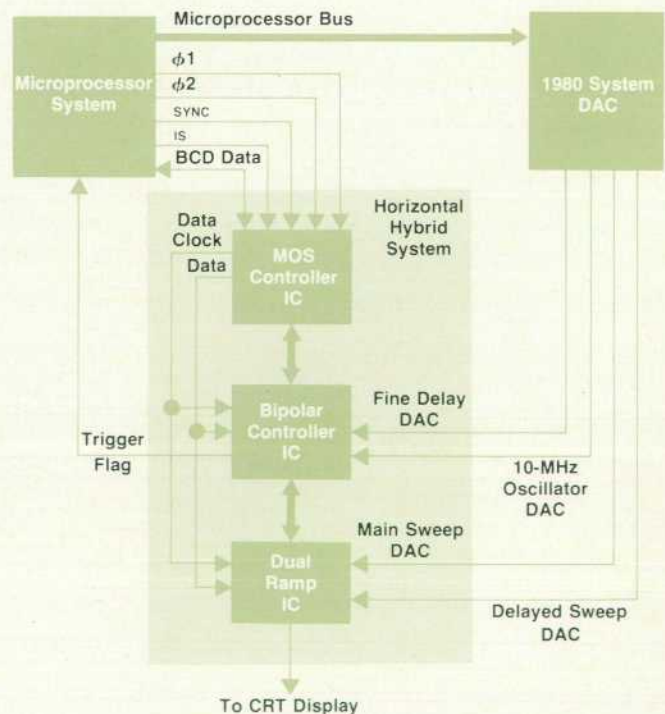 Microprocessor Bus
Microprocessor
System
1980 System
DAC
ϕ1
ϕ2
SYNC
IS
BCD Data
Data
Clock
Data
Horizontal
Hybrid
System
MOS
Controller
IC
Bipolar
Controller
IC
Fine Delay
DAC
Trigger
Flag
10-MHz
Oscillator
DAC
Main Sweep
DAC
Dual
Ramp
IC
Delayed Sweep
DAC
To CRT Display